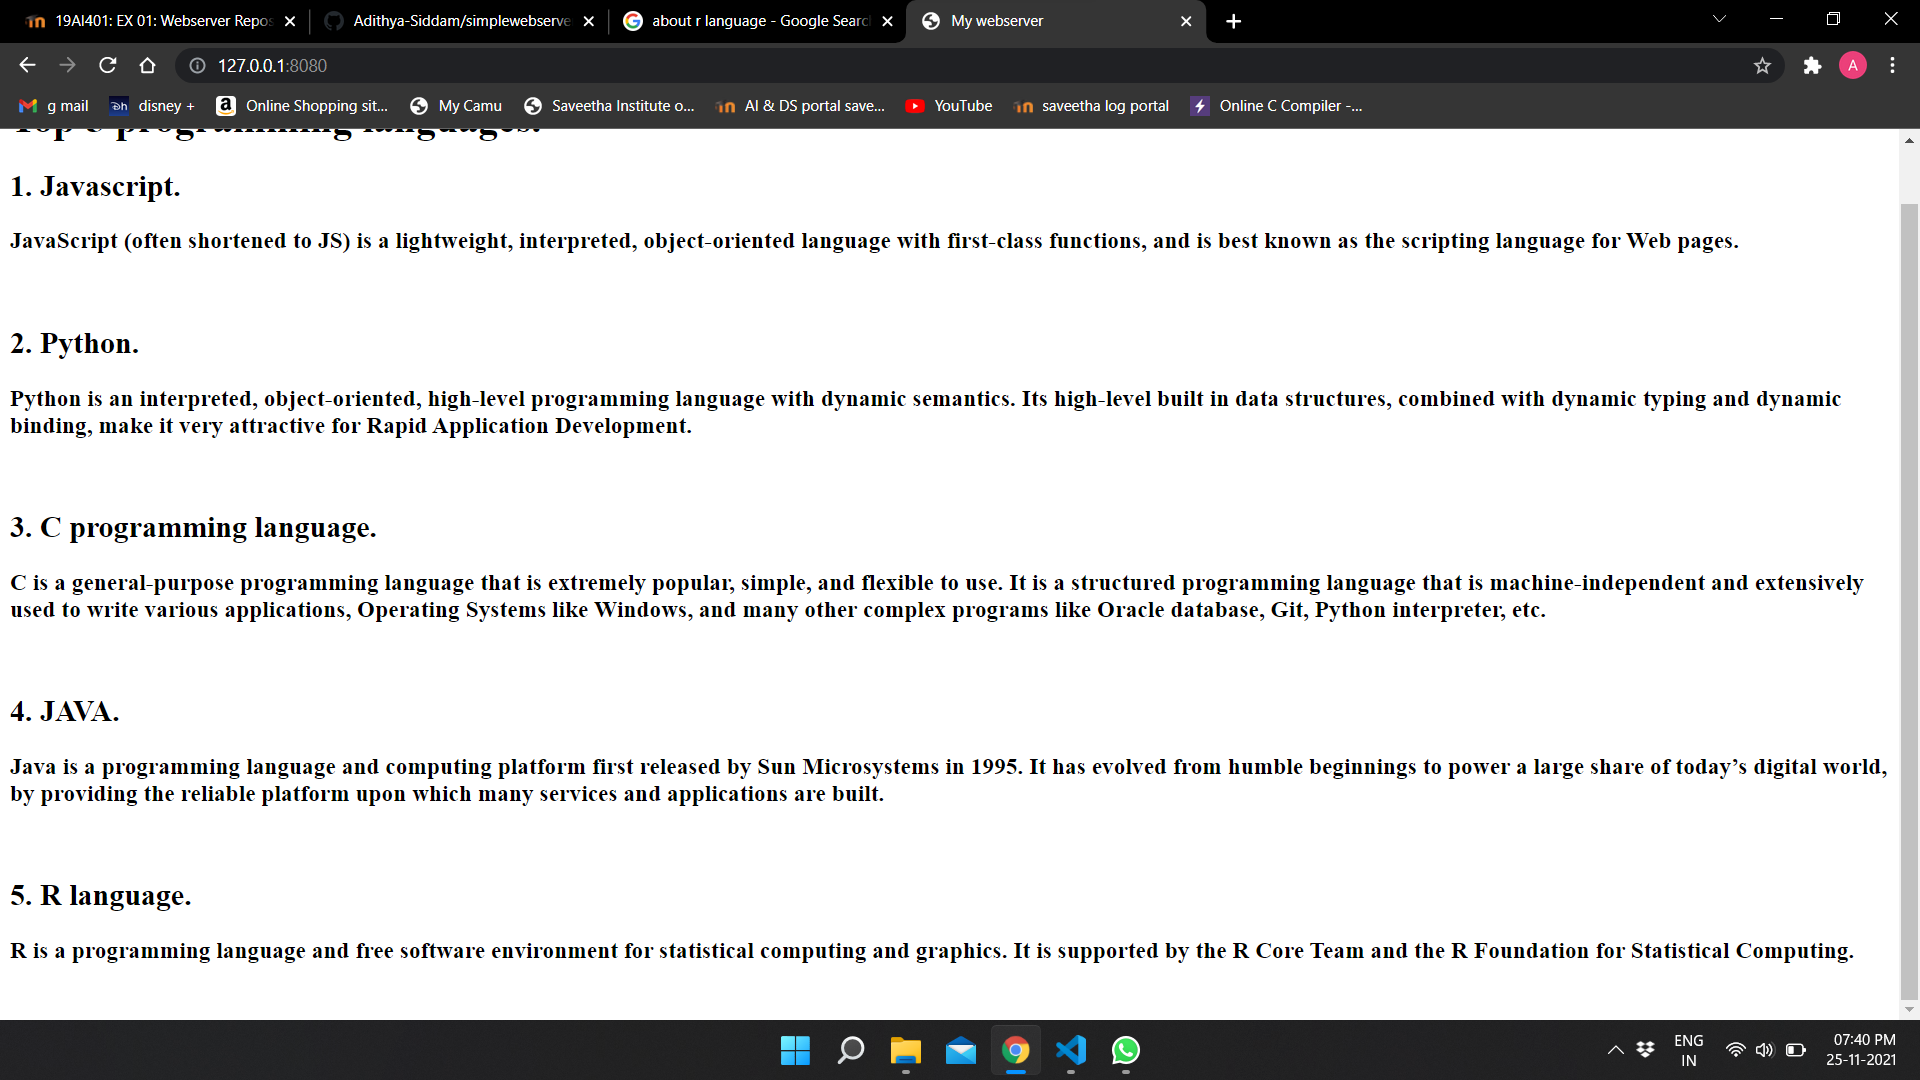 19AI401: EX 01: Webserver Repos
Adithya-Siddam/simplewebserve
about r language - Google Searc
My webserver
127.0.0.1:8080
A
g mail
disney +
Online Shopping sit...
My Camu
Saveetha Institute o...
AI & DS portal save...
YouTube
saveetha log portal
Online C Compiler -...
Top 5 programming languages.
1. Javascript.
JavaScript (often shortened to JS) is a lightweight, interpreted, object-oriented language with first-class functions, and is best known as the scripting language for Web pages.
2. Python.
Python is an interpreted, object-oriented, high-level programming language with dynamic semantics. Its high-level built in data structures, combined with dynamic typing and dynamic
binding, make it very attractive for Rapid Application Development.
3. C programming language.
C is a general-purpose programming language that is extremely popular, simple, and flexible to use. It is a structured programming language that is machine-independent and extensively
used to write various applications, Operating Systems like Windows, and many other complex programs like Oracle database, Git, Python interpreter, etc.
4. JAVA.
Java is a programming language and computing platform first released by Sun Microsystems in 1995. It has evolved from humble beginnings to power a large share of today’s digital world,
by providing the reliable platform upon which many services and applications are built.
5. R language.
R is a programming language and free software environment for statistical computing and graphics. It is supported by the R Core Team and the R Foundation for Statistical Computing.
ENG
IN
07:40 PM
25-11-2021